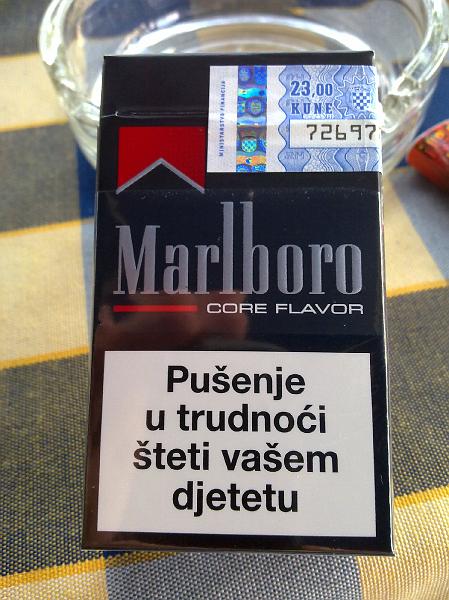 MINISTARSTVO FINANCIJA
23,00
KUNE
72697
Marlboro
CORE FLAVOR
Pušenje
u trudnoći
šteti vašem
djetetu